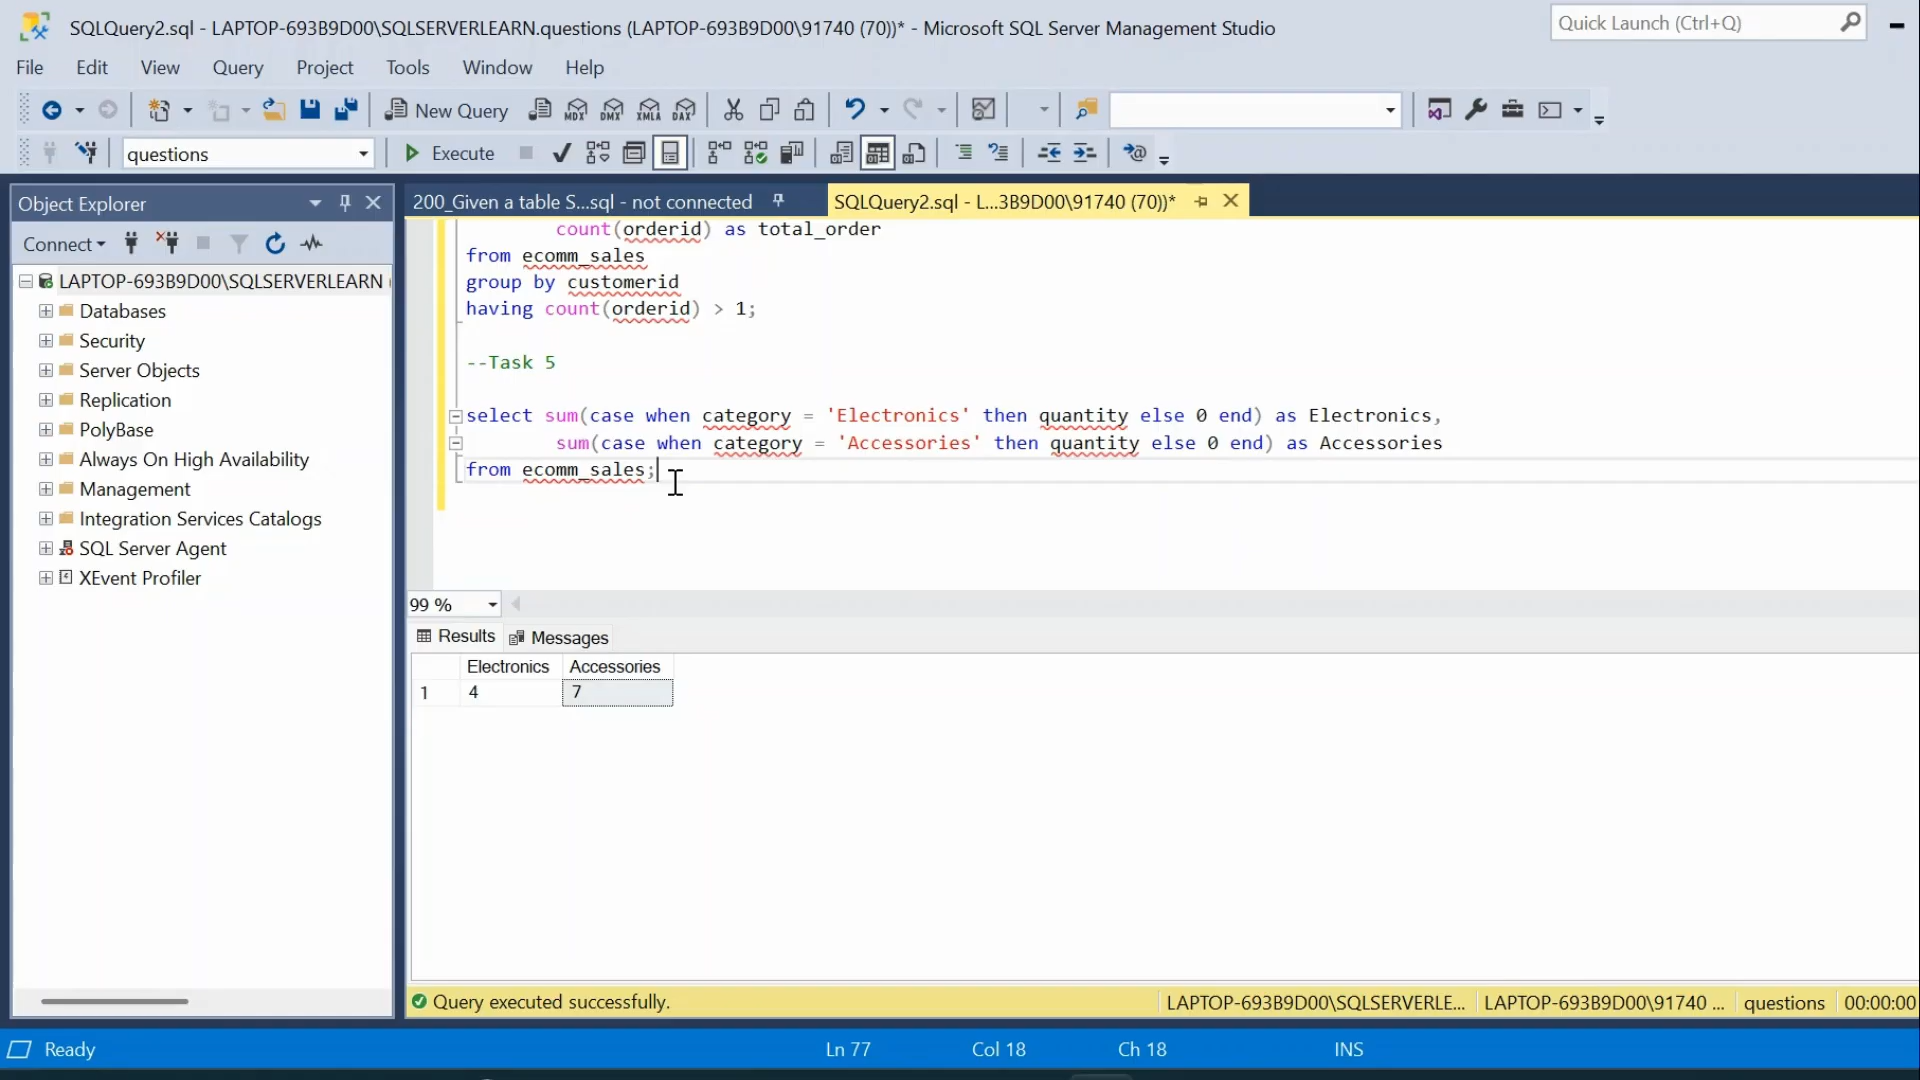 SQLQuery2.sql - LAPTOP-693B9D00\SQLSERVERLEARN.questions (LAPTOP-693B9D00\91740 (70))* - Microsoft SQL Server Management Studio
Quick Launch (Ctrl+Q)
File Edit View Query Project Tools Window Help
New Query MDX DMX XMLA DAX
questions Execute
Object Explorer
200_Given a table S...sql - not connected
SQLQuery2.sql - L...3B9D00\91740 (70))*
Connect
LAPTOP-693B9D00\SQLSERVERLEARN
Databases
Security
Server Objects
Replication
PolyBase
Always On High Availability
Management
Integration Services Catalogs
SQL Server Agent
XEvent Profiler
count(orderid) as total_order
from ecomm_sales
group by customerid
having count(orderid) > 1;
--Task 5
select sum(case when category = 'Electronics' then quantity else 0 end) as Electronics,
sum(case when category = 'Accessories' then quantity else 0 end) as Accessories
from ecomm_sales;
99 %
Results Messages
Electronics Accessories
1 4 7
Query executed successfully.
LAPTOP-693B9D00\SQLSERVERLE... LAPTOP-693B9D00\91740 ... questions 00:00:00
Ready Ln 77 Col 18 Ch 18 INS